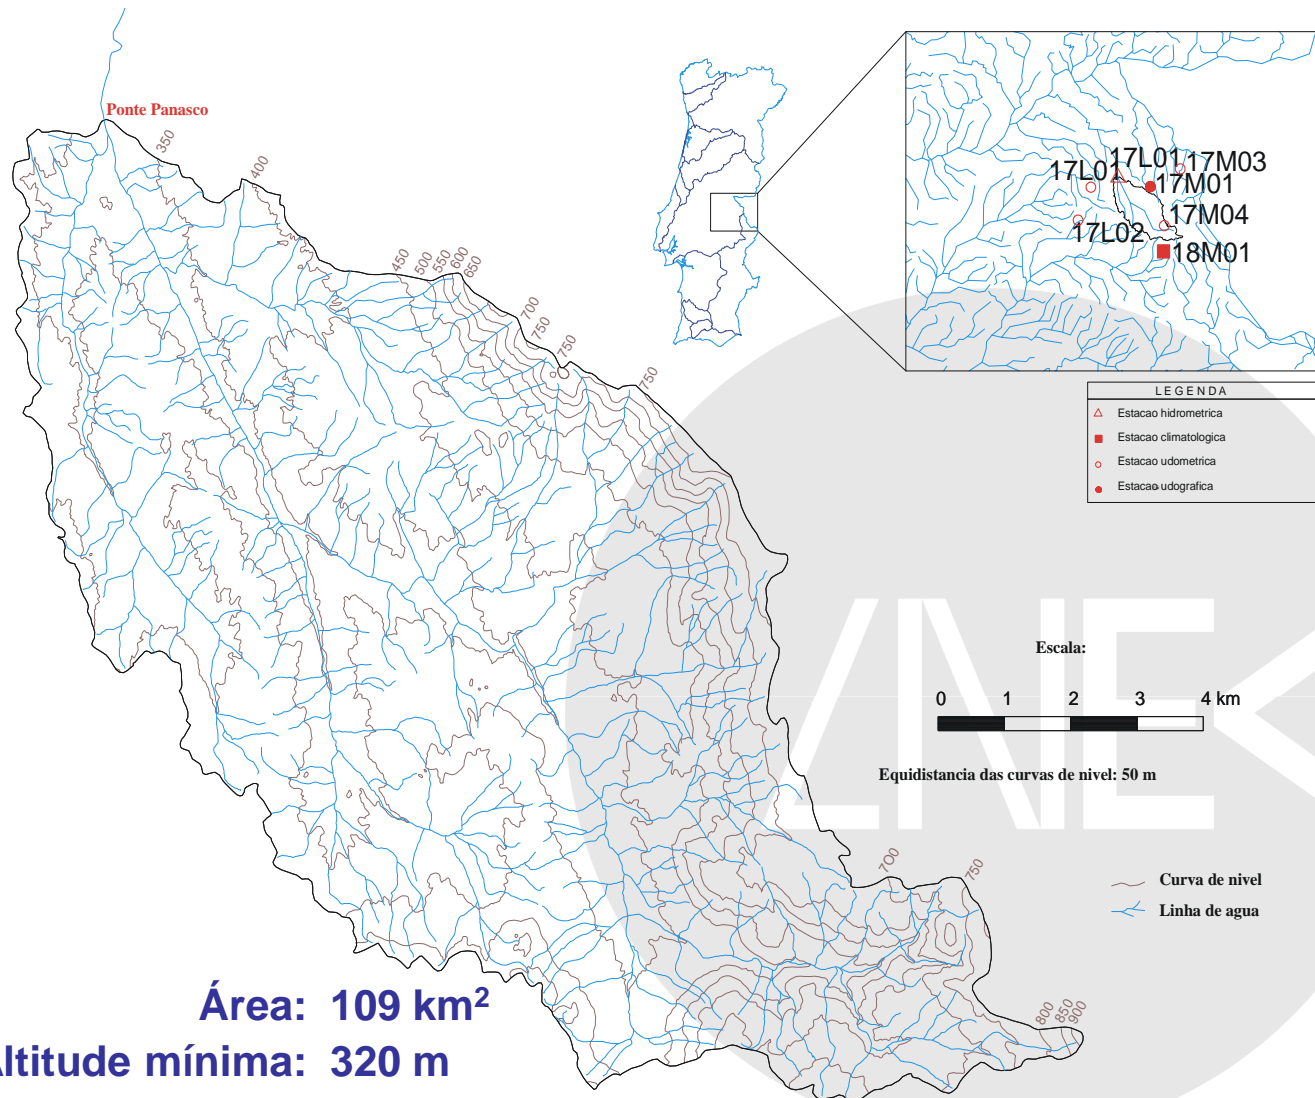 Ponte Panasco
350
400
450
500
550
600
650
700
750
750
750
17L01
17L01
17M03
17M01
17M04
17L02
18M01
LEGENDA
Estacao hidrometrica
Estacao climatologica
Estacao udometrica
Estacao udografica
Escala:
0 1 2 3 4 km
Equidistancia das curvas de nivel: 50 m
LNEC
700
750
Curva de nivel
Linha de agua
800
850
900
Área: 109 km²
Altitude mínima: 320 m